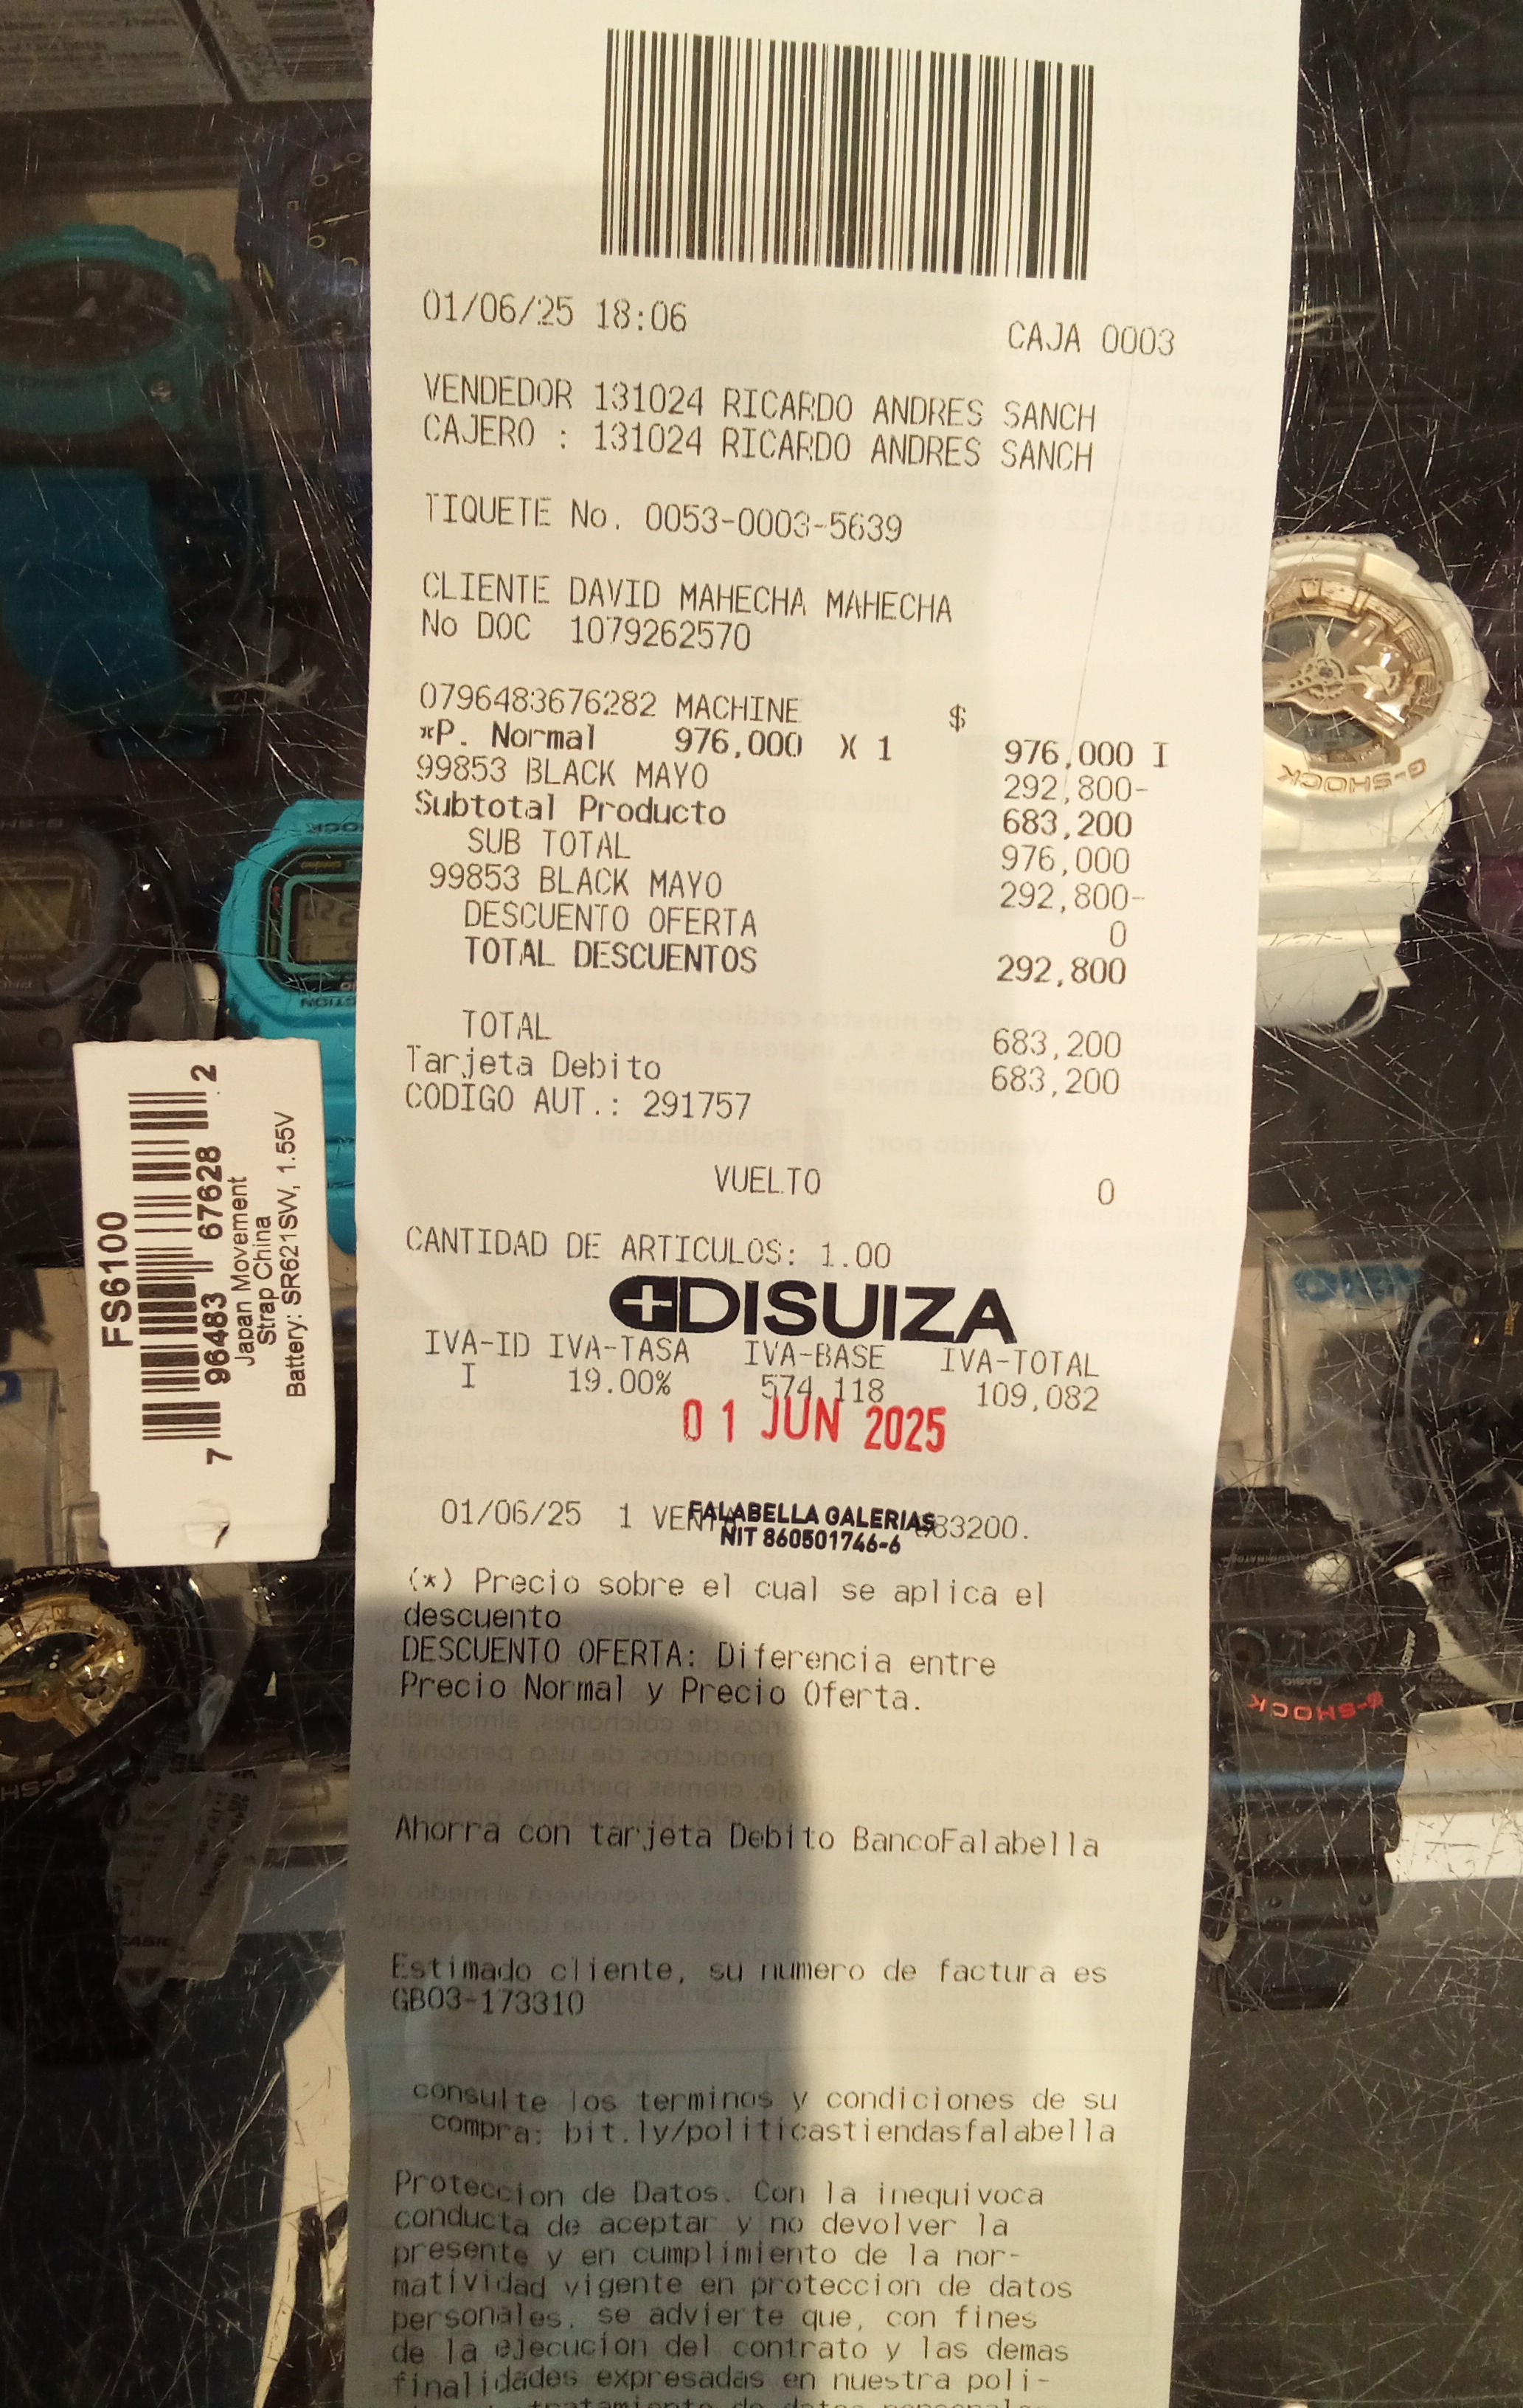 01/06/25 18:06 CAJA 0003
VENDEDOR 131024 RICARDO ANDRES SANCH
CAJERO : 131024 RICARDO ANDRES SANCH
TIQUETE No. 0053-0003-5639
CLIENTE DAVID MAHECHA MAHECHA
No DOC 1079262570
0796483676282 MACHINE $
*P. Normal 976,000 X 1 976,000 I
99853 BLACK MAYO 292,800-
Subtotal Producto 683,200
SUB TOTAL 976,000
99853 BLACK MAYO 292,800-
DESCUENTO OFERTA 0
TOTAL DESCUENTOS 292,800
TOTAL 683,200
Tarjeta Debito 683,200
CODIGO AUT.: 291757
VUELTO 0
CANTIDAD DE ARTICULOS: 1.00
DISUIZA
IVA-ID IVA-TASA IVA-BASE IVA-TOTAL
I 19.00% 574,118 109,082
01 JUN 2025
01/06/25 1 VENTA 683200.
FALABELLA GALERIAS
NIT 860501746-6
(*) Precio sobre el cual se aplica el
descuento
DESCUENTO OFERTA: Diferencia entre
Precio Normal y Precio Oferta.
Ahorra con tarjeta Debito BancoFalabella
Estimado cliente, su numero de factura es
GB03-173310
consulte los terminos y condiciones de su
compra: bit.ly/politicastiendasfalabella
Proteccion de Datos. Con la inequivoca
conducta de aceptar y no devolver la
presente y en cumplimiento de la nor-
matividad vigente en proteccion de datos
personales, se advierte que, con fines
de la ejecucion del contrato y las demas
finalidades expresadas en nuestra poli-
tratamiento de datos personales
FS6100
7 96483 67628 2
Japan Movement
Strap China
Battery: SR621SW, 1.55V
G-SHOCK
G-SHOCK
CASIO